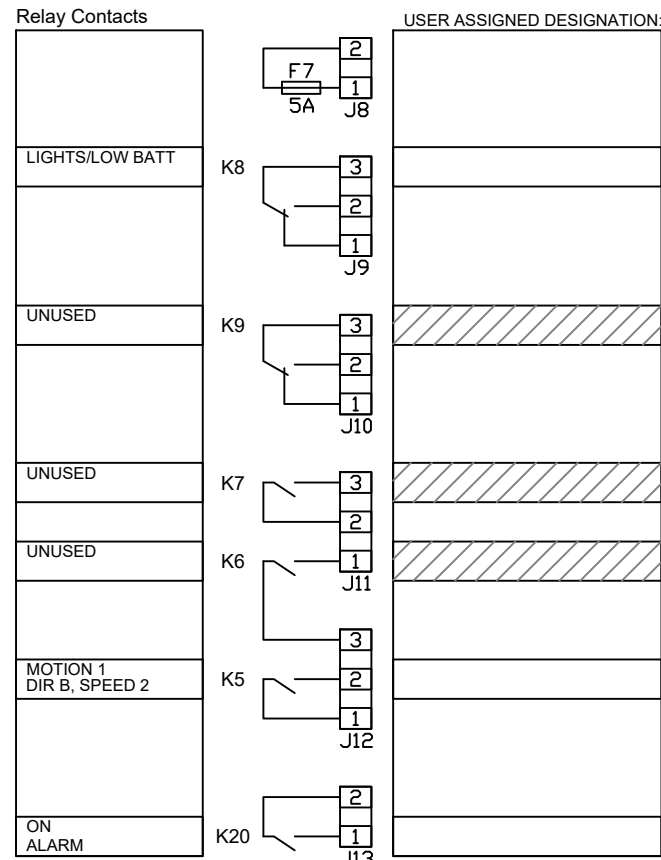 Relay Contacts
USER ASSIGNED DESIGNATION:
2
F7
1
5A
J8
LIGHTS/LOW BATT
K8
3
2
1
J9
UNUSED
K9
3
2
1
J10
UNUSED
K7
3
2
UNUSED
K6
1
J11
3
MOTION 1
DIR B, SPEED 2
K5
2
1
J12
2
ON
ALARM
K20
1
J13